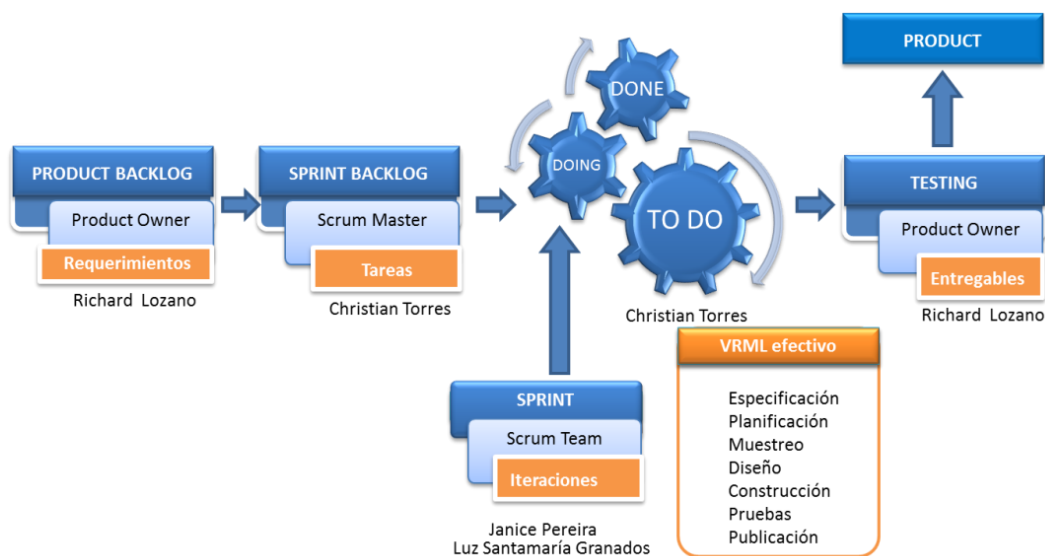 PRODUCT BACKLOG
Product Owner
Requerimientos
Richard Lozano
SPRINT BACKLOG
Scrum Master
Tareas
Christian Torres
DONE
DOING
TO DO
Christian Torres
SPRINT
Scrum Team
Iteraciones
Janice Pereira
Luz Santamaría Granados
VRML efectivo
Especificación
Planificación
Muestreo
Diseño
Construcción
Pruebas
Publicación
PRODUCT
TESTING
Product Owner
Entregables
Richard Lozano